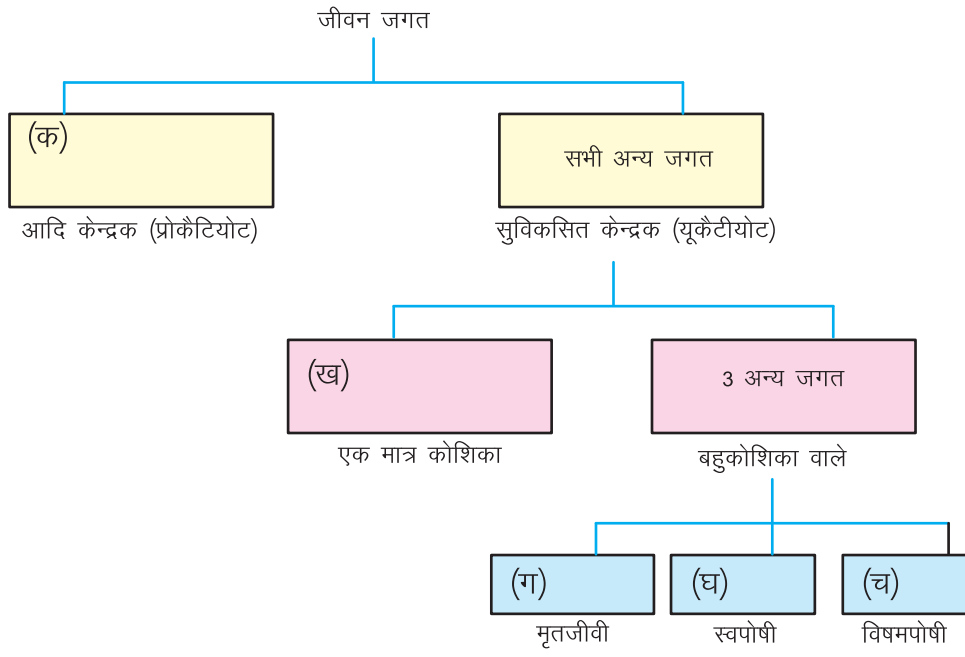 जीवन जगत
(क)
सभी अन्य जगत
आदि केन्द्रक (प्रोकैटियोट)
सुविकसित केन्द्रक (यूकैटीयोट)
(ख)
3 अन्य जगत
एक मात्र कोशिका
बहुकोशिका वाले
(ग)
(घ)
(च)
मृतजीवी
स्वपोषी
विषमपोषी